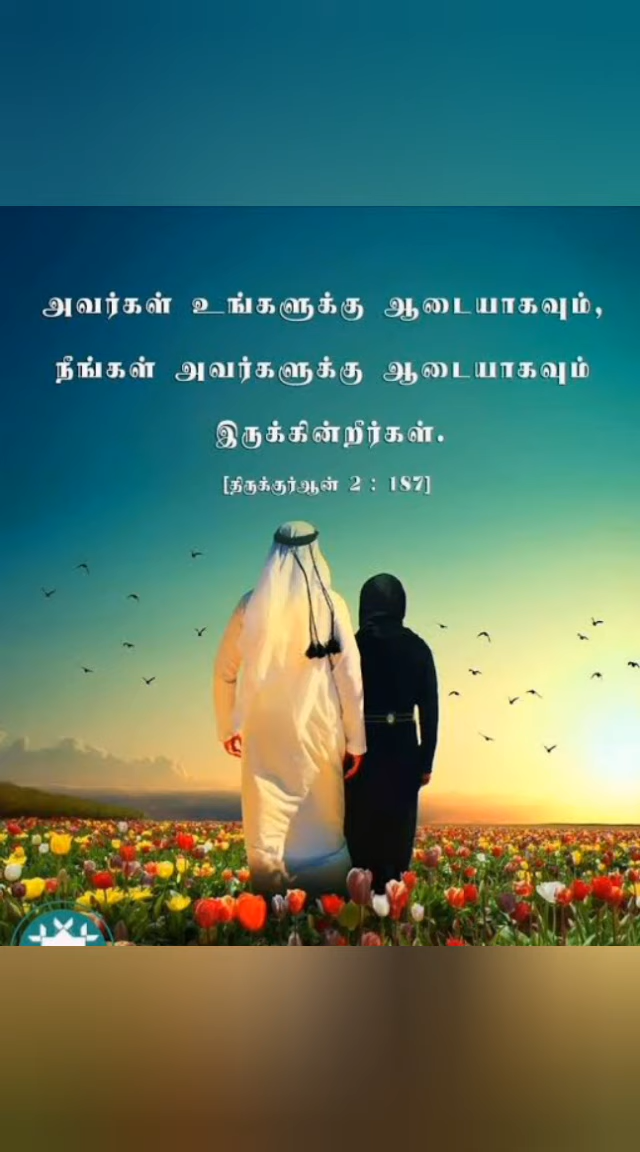 அவர்கள் உங்களுக்கு ஆடையாகவும்,
நீங்கள் அவர்களுக்கு ஆடையாகவும்
இருக்கின்றீர்கள்.
[திருக்குர்ஆன் 2 : 187]